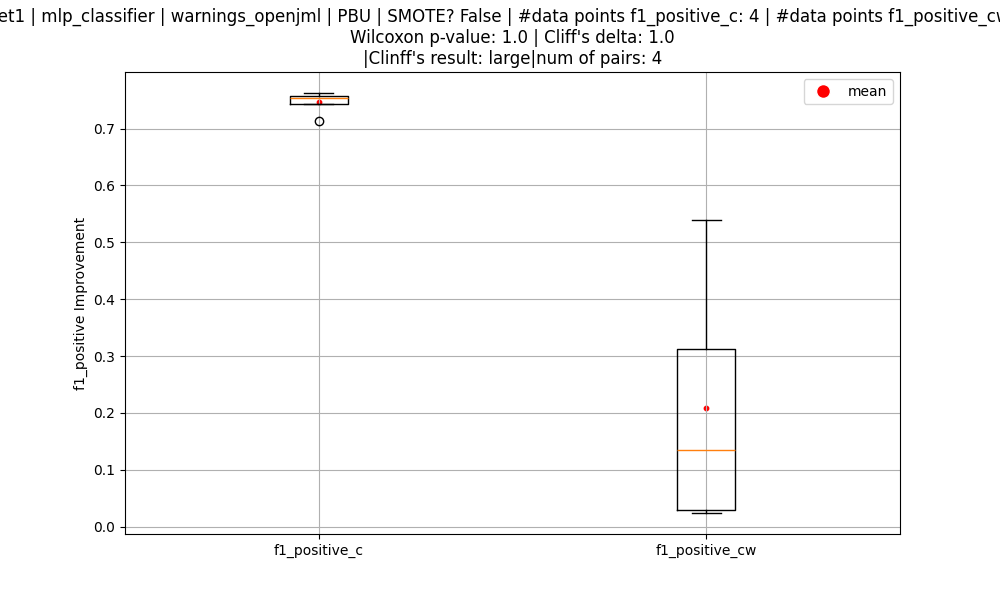 | mlp_classifier | warnings_openjml | PBU | SMOTE? False | #data points f1_positive_c: 4 | #data points
Wilcoxon p-value: 1.0 | Cliff's delta: 1.0
|Clinff's result: large|num of pairs: 4
mean
f1_positive Improvement
0.7
0.6
0.5
0.4
0.3
0.2
0.1
0.0
f1_positive_c
f1_positive_cw